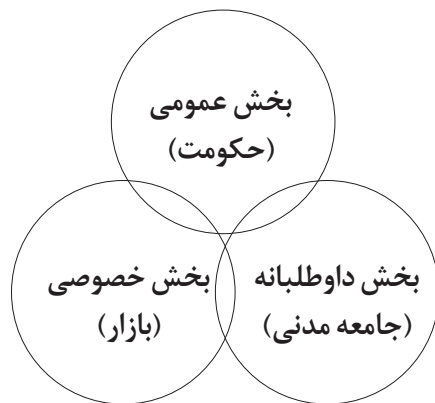 بخش عمومی
(حکومت)
بخش داوطلبانه
(جامعه مدنی)
بخش خصوصی
(بازار)